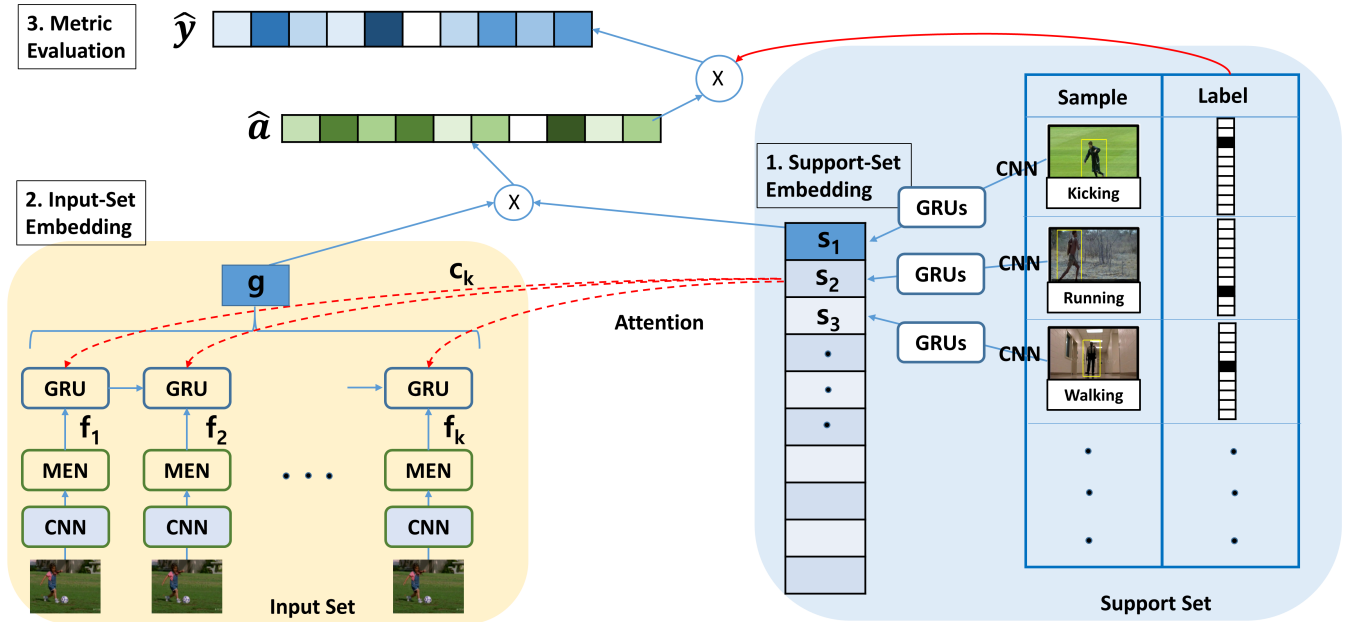 3. Metric
Evaluation
ŷ
X
â
1. Support-Set
Embedding
Sample
Label
CNN
Kicking
GRUs
2. Input-Set
Embedding
X
s1
g
ck
s2
GRUs
CNN
Running
s3
Attention
GRUs
CNN
Walking
GRU
GRU
GRU
f1
f2
fk
MEN
MEN
MEN
CNN
CNN
CNN
Input Set
Support Set